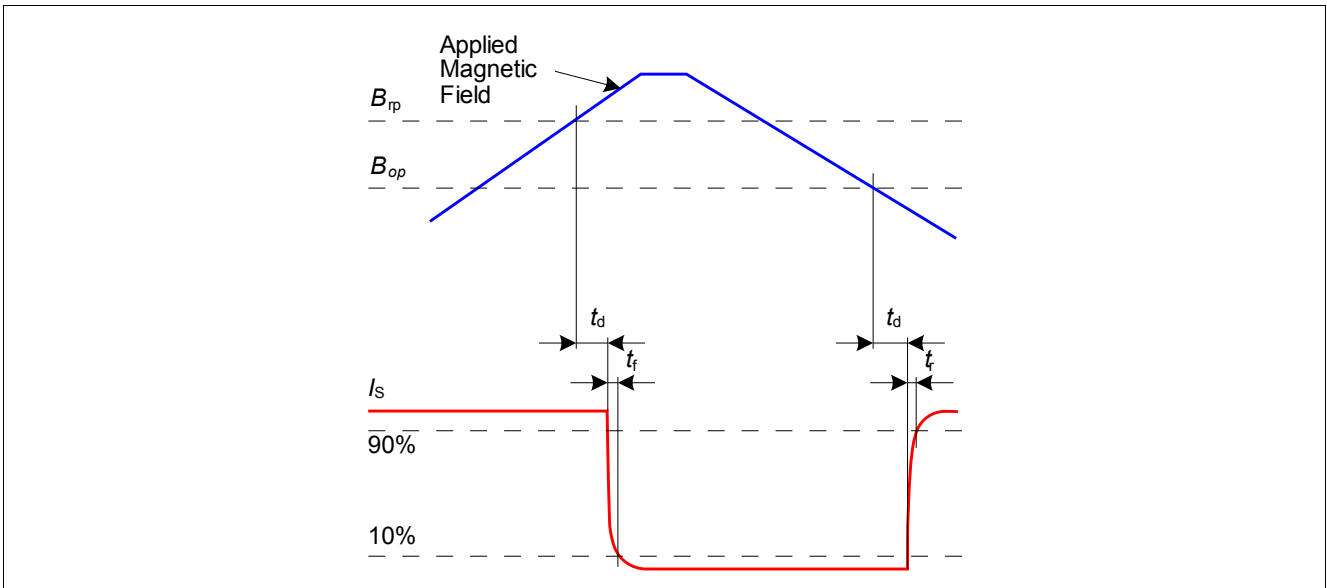 Applied
Magnetic
Field
Brp
Bop
td
td
tf
tr
IS
90%
10%